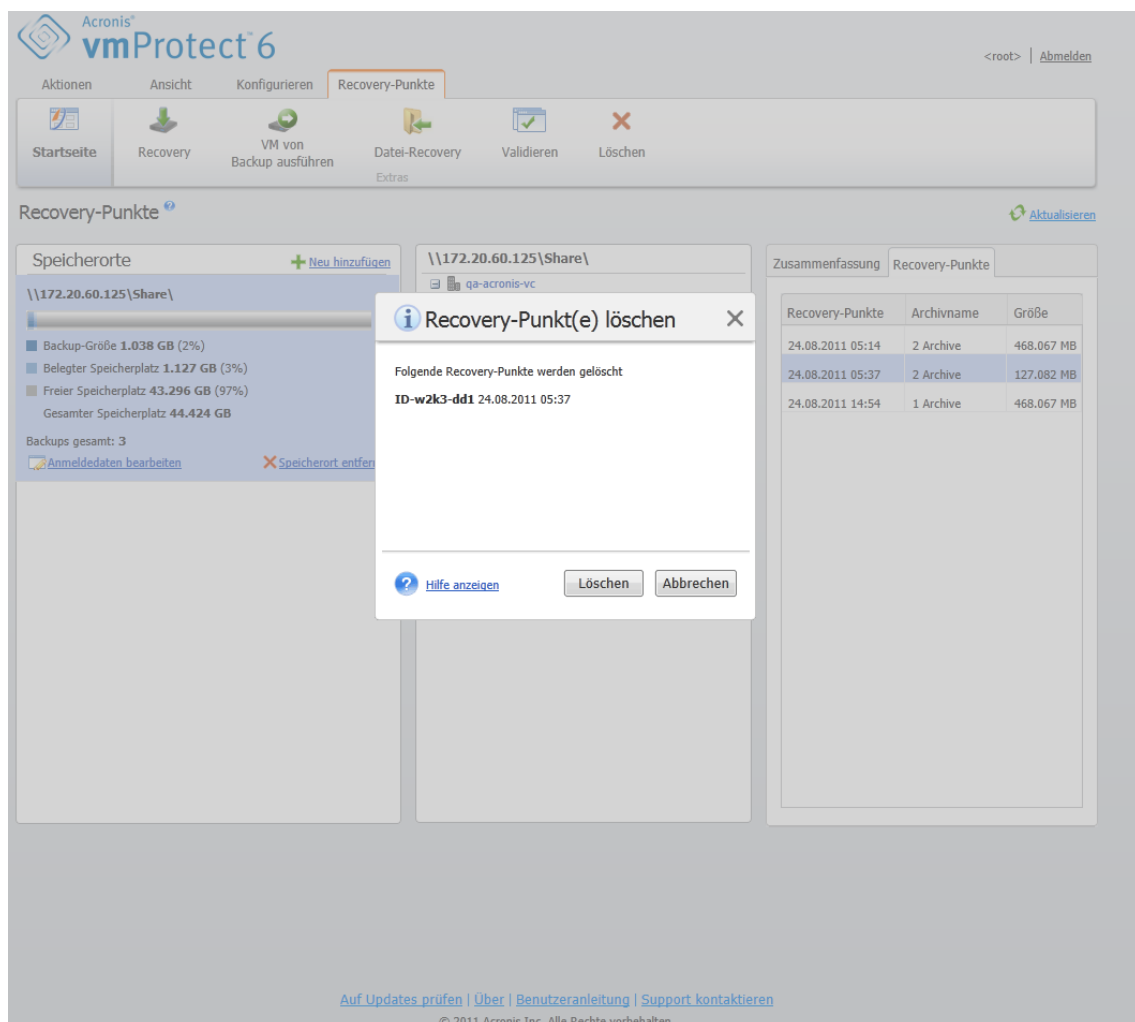 Acronis®
vmProtect™ 6
<root> | Abmelden
Aktionen Ansicht Konfigurieren Recovery-Punkte
Startseite
Recovery
VM von
Backup ausführen
Datei-Recovery
Validieren
Löschen
Extras
Recovery-Punkte
Aktualisieren
Speicherorte
Neu hinzufügen
\\172.20.60.125\Share\
Backup-Größe 1.038 GB (2%)
Belegter Speicherplatz 1.127 GB (3%)
Freier Speicherplatz 43.296 GB (97%)
Gesamter Speicherplatz 44.424 GB
Backups gesamt: 3
Anmeldedaten bearbeiten
Speicherort entfer
\\172.20.60.125\Share\
qa-acronis-vc
Recovery-Punkt(e) löschen
Folgende Recovery-Punkte werden gelöscht
ID-w2k3-dd1 24.08.2011 05:37
Hilfe anzeigen
Löschen
Abbrechen
Zusammenfassung Recovery-Punkte
Recovery-Punkte Archivname Größe
24.08.2011 05:14 2 Archive 468.067 MB
24.08.2011 05:37 2 Archive 127.082 MB
24.08.2011 14:54 1 Archive 468.067 MB
Auf Updates prüfen | Über | Benutzeranleitung | Support kontaktieren
© 2011 Acronis Inc. Alle Rechte vorbehalten